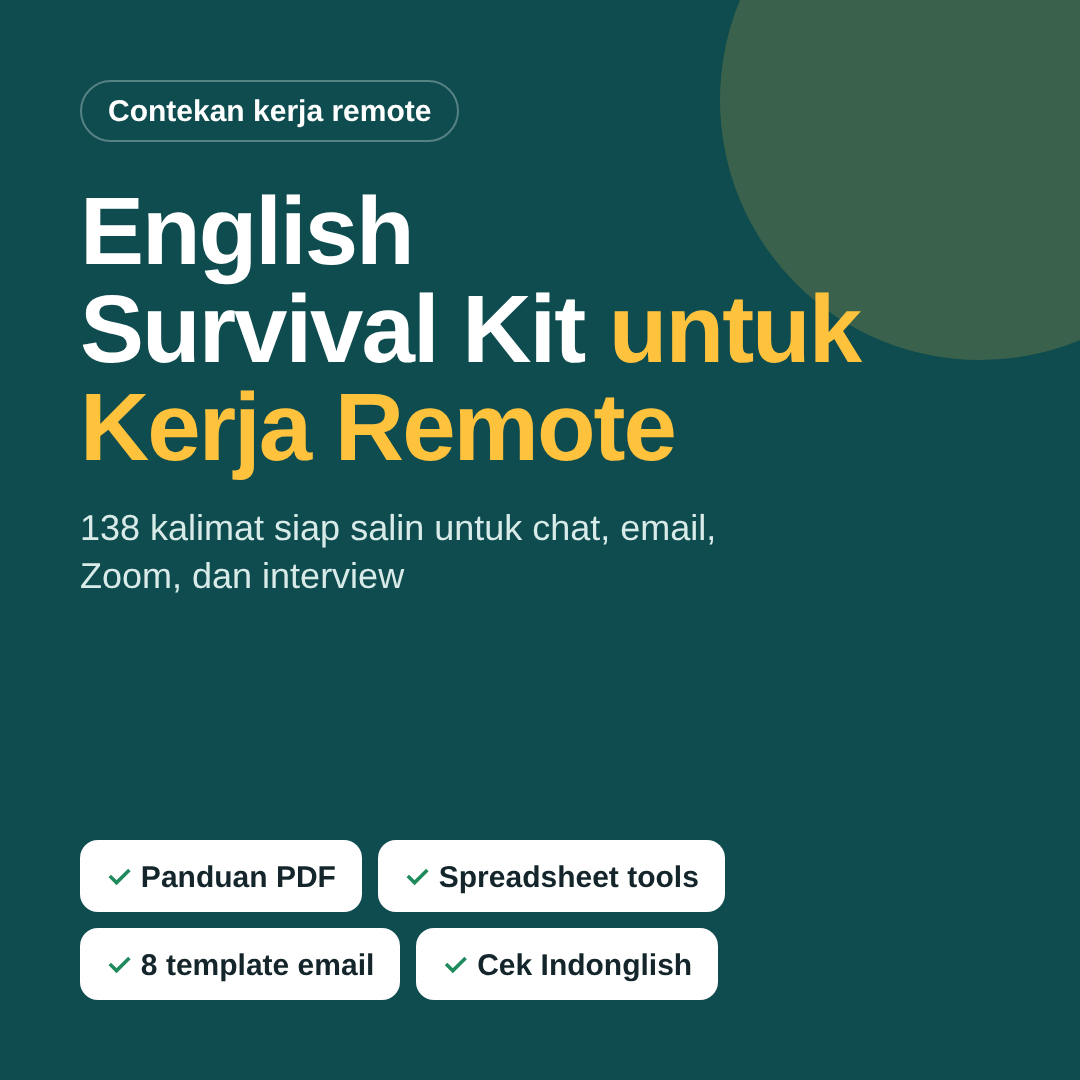 Contekan kerja remote
English
Survival Kit untuk
Kerja Remote
138 kalimat siap salin untuk chat, email,
Zoom, dan interview
Panduan PDF
Spreadsheet tools
8 template email
Cek Indonglish